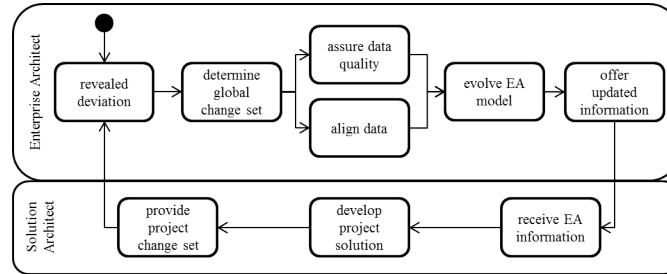 Enterprise Architect
revealed
deviation
determine
global
change set
assure data
quality
align data
evolve EA
model
offer
updated
information
Solution
Architect
provide
project
change set
develop
project
solution
receive EA
information